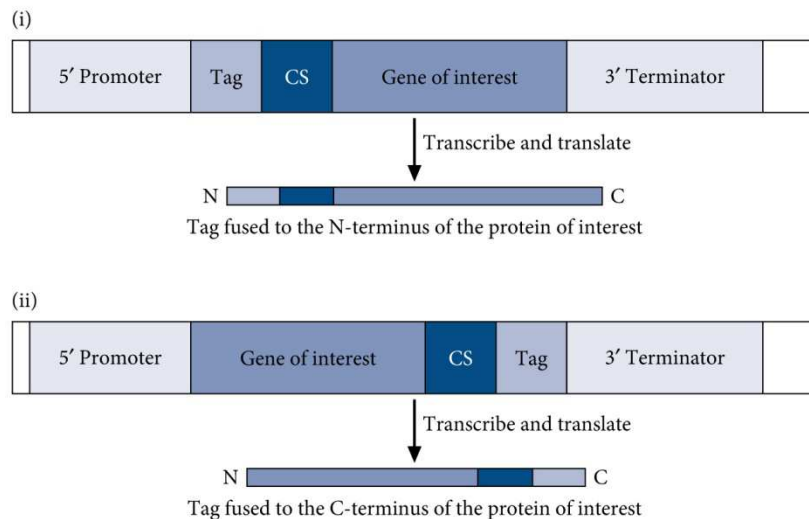 (i)
5′ Promoter Tag CS Gene of interest 3′ Terminator
Transcribe and translate
N C
Tag fused to the N-terminus of the protein of interest
(ii)
5′ Promoter Gene of interest CS Tag 3′ Terminator
Transcribe and translate
N C
Tag fused to the C-terminus of the protein of interest